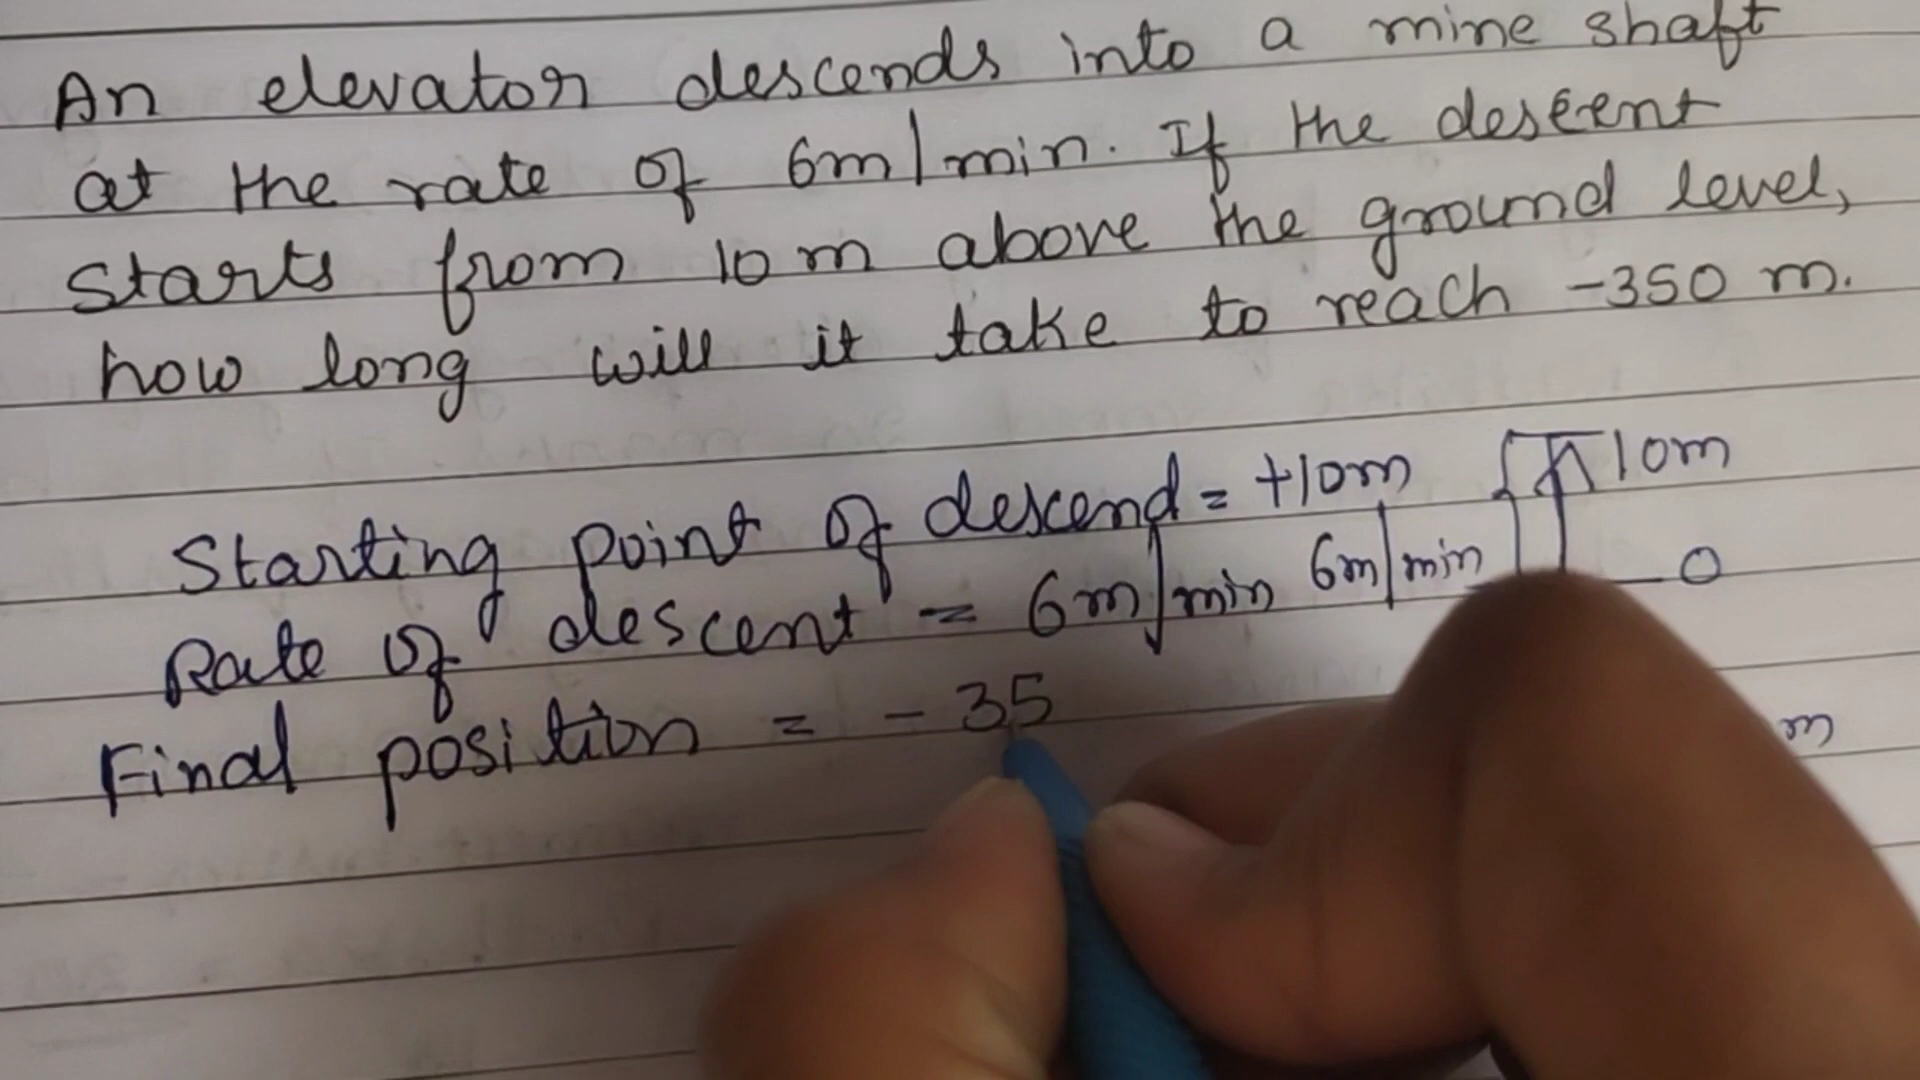 An elevator descends into a mine shaft
at the rate of 6m/min. If the descent
starts from 10 m above the ground level,
how long will it take to reach -350 m.
Starting point of descend = +10m 10m
Rate of descent = 6m/min 6m/min 0
Final position = - 35 m